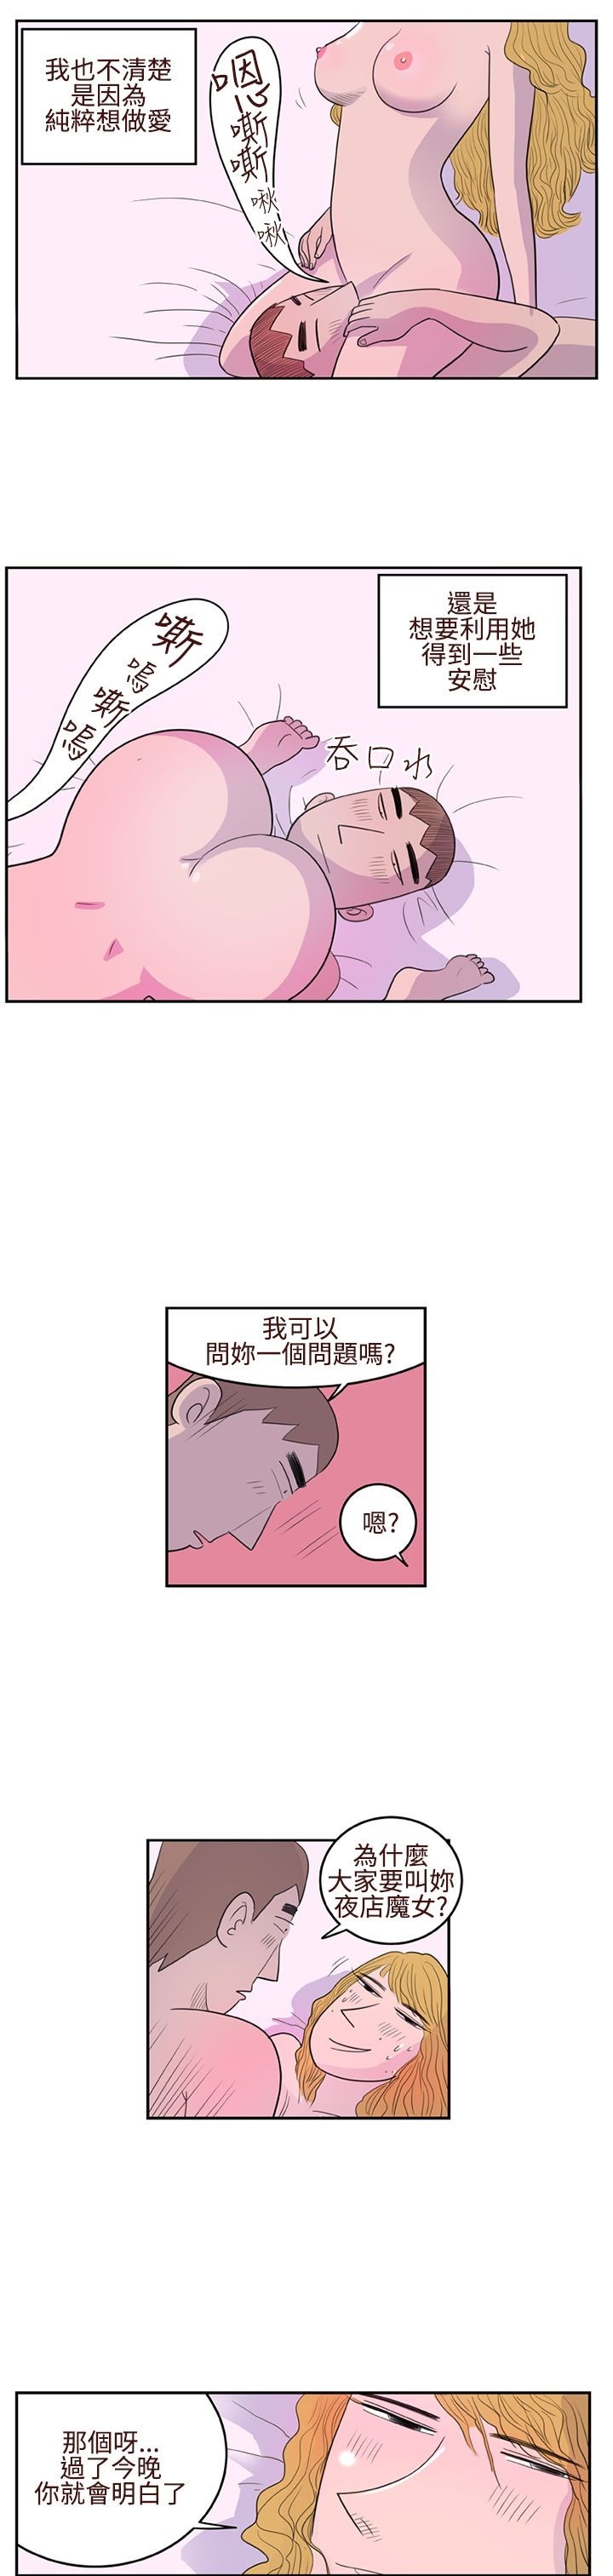 我也不清楚
是因為
純粹想做愛
嘶
嘶
啾
啾
還是
想要利用她
得到一些
安慰
嘶
嗚
嘶
嗚
吞口水
我可以
問妳一個問題嗎?
嗯?
為什麼
大家要叫妳
夜店魔女?
那個呀...
過了今晚
你就會明白了